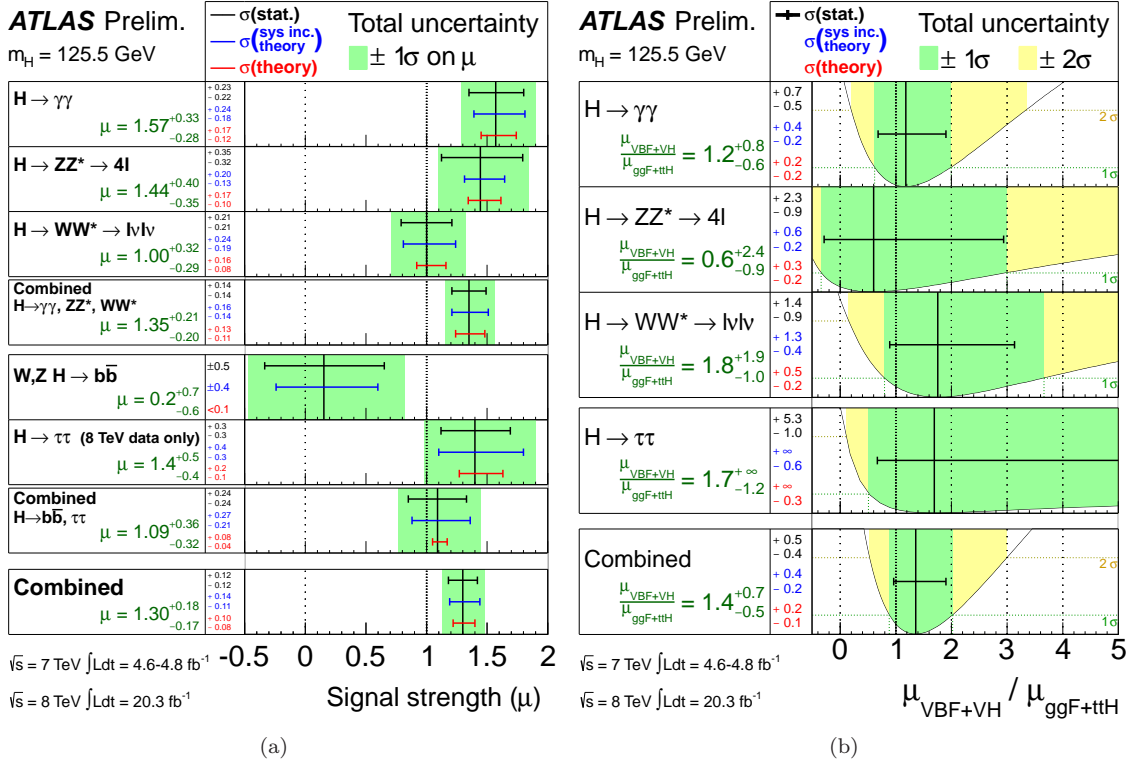 ATLAS Prelim.
m_H = 125.5 GeV
σ(stat.)
σ(sys inc. theory)
σ(theory)
Total uncertainty
± 1σ on μ
H → γγ
μ = 1.57 +0.33 −0.28
+ 0.23
- 0.22
+ 0.24
- 0.18
+ 0.17
- 0.12
H → ZZ* → 4l
μ = 1.44 +0.40 −0.35
+ 0.35
- 0.32
+ 0.20
- 0.13
+ 0.17
- 0.10
H → WW* → lνlν
μ = 1.00 +0.32 −0.29
+ 0.21
- 0.21
+ 0.24
- 0.19
+ 0.16
- 0.08
Combined
H→γγ, ZZ*, WW*
μ = 1.35 +0.21 −0.20
+ 0.14
- 0.14
+ 0.16
- 0.14
+ 0.13
- 0.11
W,Z H → bb̅
μ = 0.2 +0.7 −0.6
±0.5
±0.4
<0.1
H → ττ (8 TeV data only)
μ = 1.4 +0.5 −0.4
+ 0.3
- 0.3
+ 0.4
- 0.3
+ 0.2
- 0.1
Combined
H→bb̅, ττ
μ = 1.09 +0.36 −0.32
+ 0.24
- 0.24
+ 0.27
- 0.21
+ 0.08
- 0.04
Combined
μ = 1.30 +0.18 −0.17
+ 0.12
- 0.12
+ 0.14
- 0.11
+ 0.10
- 0.08
-0.5 0 0.5 1 1.5 2
√s = 7 TeV ∫Ldt = 4.6-4.8 fb⁻¹
√s = 8 TeV ∫Ldt = 20.3 fb⁻¹
Signal strength (μ)
(a)
ATLAS Prelim.
m_H = 125.5 GeV
σ(stat.)
σ(sys inc. theory)
σ(theory)
Total uncertainty
± 1σ ± 2σ
H → γγ
μ_VBF+VH / μ_ggF+ttH = 1.2 +0.8 −0.6
+ 0.7
- 0.5
+ 0.4
- 0.2
+ 0.2
- 0.2
2σ
1σ
H → ZZ* → 4l
μ_VBF+VH / μ_ggF+ttH = 0.6 +2.4 −0.9
+ 2.3
- 0.9
+ 0.6
- 0.2
+ 0.3
- 0.2
1σ
H → WW* → lνlν
μ_VBF+VH / μ_ggF+ttH = 1.8 +1.9 −1.0
+ 1.4
- 0.9
+ 1.3
- 0.4
+ 0.5
- 0.2
1σ
H → ττ
μ_VBF+VH / μ_ggF+ttH = 1.7 +∞ −1.2
+ 5.3
- 1.0
+ ∞
- 0.6
+ ∞
- 0.3
Combined
μ_VBF+VH / μ_ggF+ttH = 1.4 +0.7 −0.5
+ 0.5
- 0.4
+ 0.4
- 0.2
+ 0.2
- 0.1
2σ
1σ
0 1 2 3 4 5
√s = 7 TeV ∫Ldt = 4.6-4.8 fb⁻¹
√s = 8 TeV ∫Ldt = 20.3 fb⁻¹
μ_VBF+VH / μ_ggF+ttH
(b)